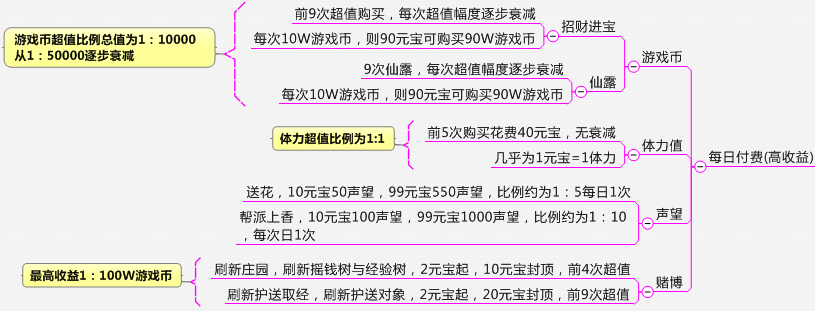 游戏币超值比例总值为1：10000
从1：50000逐步衰减
前9次超值购买，每次超值幅度逐步衰减
每次10W游戏币，则90元宝可购买90W游戏币
招财进宝
9次仙露，每次超值幅度逐步衰减
每次10W游戏币，则90元宝可购买90W游戏币
仙露
游戏币
体力超值比例为1:1
前5次购买花费40元宝，无衰减
几乎为1元宝=1体力
体力值
每日付费(高收益)
送花，10元宝50声望，99元宝550声望，比例约为1：5每日1次
帮派上香，10元宝100声望，99元宝1000声望，比例约为1：10
，每次日1次
声望
最高收益1：100W游戏币
刷新庄园，刷新摇钱树与经验树，2元宝起，10元宝封顶，前4次超值
刷新护送取经，刷新护送对象，2元宝起，20元宝封顶，前9次超值
赌博